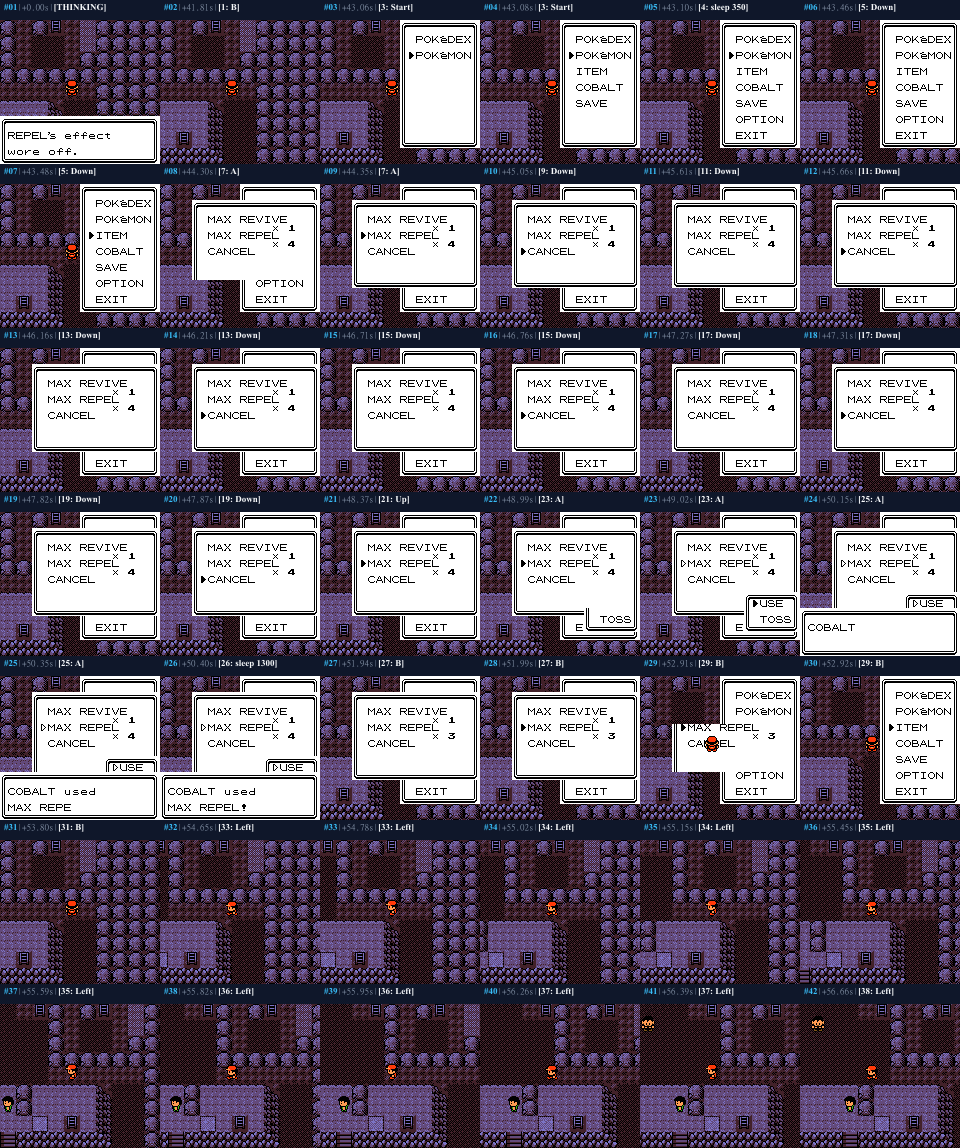 #01|+0.00s| [THINKING]
REPEL's effect
wore off.
#02|+41.81s| [1: B]
#03|+43.06s| [3: Start]
POKéDEX
▶POKéMON
#04|+43.08s| [3: Start]
POKéDEX
▶POKéMON
ITEM
COBALT
SAVE
#05|+43.10s| [4: sleep 350]
POKéDEX
▶POKéMON
ITEM
COBALT
SAVE
OPTION
EXIT
#06|+43.46s| [5: Down]
POKéDEX
POKéMON
ITEM
COBALT
SAVE
OPTION
EXIT
#07|+43.48s| [5: Down]
POKéDEX
POKéMON
▶ITEM
COBALT
SAVE
OPTION
EXIT
#08|+44.30s| [7: A]
MAX REVIVE
× 1
MAX REPEL
× 4
CANCEL
OPTION
EXIT
#09|+44.35s| [7: A]
MAX REVIVE
× 1
▶MAX REPEL
× 4
CANCEL
EXIT
#10|+45.05s| [9: Down]
MAX REVIVE
× 1
MAX REPEL
× 4
▶CANCEL
EXIT
#11|+45.61s| [11: Down]
MAX REVIVE
× 1
MAX REPEL
× 4
CANCEL
EXIT
#12|+45.66s| [11: Down]
MAX REVIVE
× 1
MAX REPEL
× 4
▶CANCEL
EXIT
#13|+46.16s| [13: Down]
MAX REVIVE
× 1
MAX REPEL
× 4
CANCEL
EXIT
#14|+46.21s| [13: Down]
MAX REVIVE
× 1
MAX REPEL
× 4
▶CANCEL
EXIT
#15|+46.71s| [15: Down]
MAX REVIVE
× 1
MAX REPEL
× 4
CANCEL
EXIT
#16|+46.76s| [15: Down]
MAX REVIVE
× 1
MAX REPEL
× 4
▶CANCEL
EXIT
#17|+47.27s| [17: Down]
MAX REVIVE
× 1
MAX REPEL
× 4
CANCEL
EXIT
#18|+47.31s| [17: Down]
MAX REVIVE
× 1
MAX REPEL
× 4
▶CANCEL
EXIT
#19|+47.82s| [19: Down]
MAX REVIVE
× 1
MAX REPEL
× 4
CANCEL
EXIT
#20|+47.87s| [19: Down]
MAX REVIVE
× 1
MAX REPEL
× 4
▶CANCEL
EXIT
#21|+48.37s| [21: Up]
MAX REVIVE
× 1
▶MAX REPEL
× 4
CANCEL
EXIT
#22|+48.99s| [23: A]
MAX REVIVE
× 1
▶MAX REPEL
× 4
CANCEL
TOSS
E
#23|+49.02s| [23: A]
MAX REVIVE
× 1
▷MAX REPEL
× 4
CANCEL
▶USE
TOSS
#24|+50.15s| [25: A]
MAX REVIVE
× 1
▷MAX REPEL
× 4
CANCEL
▷USE
COBALT
#25|+50.35s| [25: A]
MAX REVIVE
× 1
▷MAX REPEL
× 4
CANCEL
▷USE
COBALT used
MAX REPE
#26|+50.40s| [26: sleep 1300]
MAX REVIVE
× 1
▷MAX REPEL
× 4
CANCEL
▷USE
COBALT used
MAX REPEL!
#27|+51.94s| [27: B]
MAX REVIVE
× 1
MAX REPEL
× 3
CANCEL
EXIT
#28|+51.99s| [27: B]
MAX REVIVE
× 1
▶MAX REPEL
× 3
CANCEL
EXIT
#29|+52.91s| [29: B]
POKéDEX
POKéMON
▶MAX REPEL
× 3
CA EL
OPTION
EXIT
#30|+52.92s| [29: B]
POKéDEX
POKéMON
▶ITEM
COBALT
SAVE
OPTION
EXIT
#31|+53.80s| [31: B]
#32|+54.65s| [33: Left]
#33|+54.78s| [33: Left]
#34|+55.02s| [34: Left]
#35|+55.15s| [34: Left]
#36|+55.45s| [35: Left]
#37|+55.59s| [35: Left]
#38|+55.82s| [36: Left]
#39|+55.95s| [36: Left]
#40|+56.26s| [37: Left]
#41|+56.39s| [37: Left]
#42|+56.66s| [38: Left]